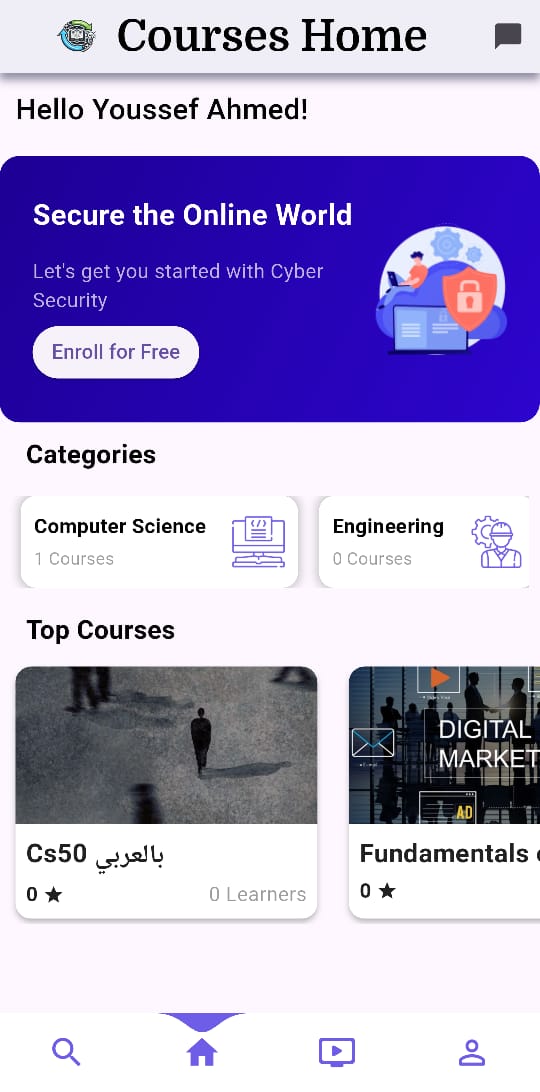 Courses Home
Hello Youssef Ahmed!
Secure the Online World
Let's get you started with Cyber
Security
Enroll for Free
Categories
Computer Science
1 Courses
Engineering
0 Courses
Top Courses
DIGITAL
MARKET
AD
Cs50 بالعربي
0 ★
0 Learners
Fundamentals
0 ★